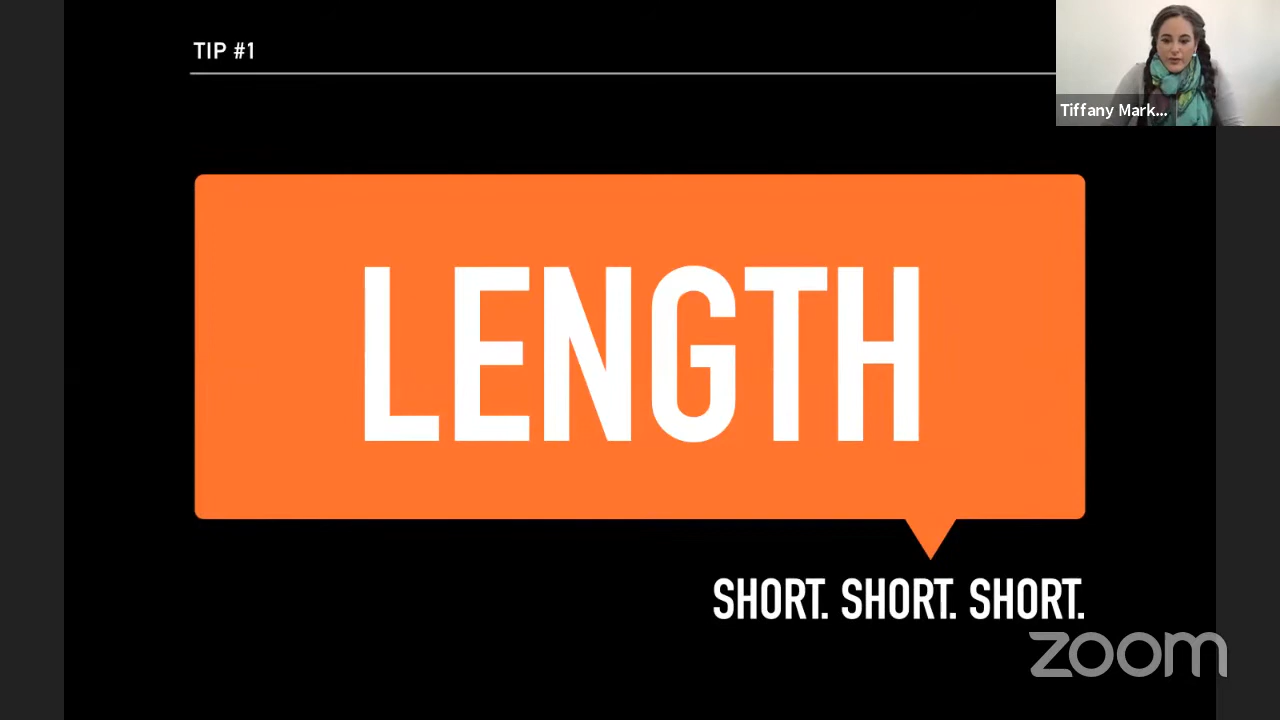 TIP #1
Tiffany Mark...
LENGTH
SHORT. SHORT. SHORT.
zoom